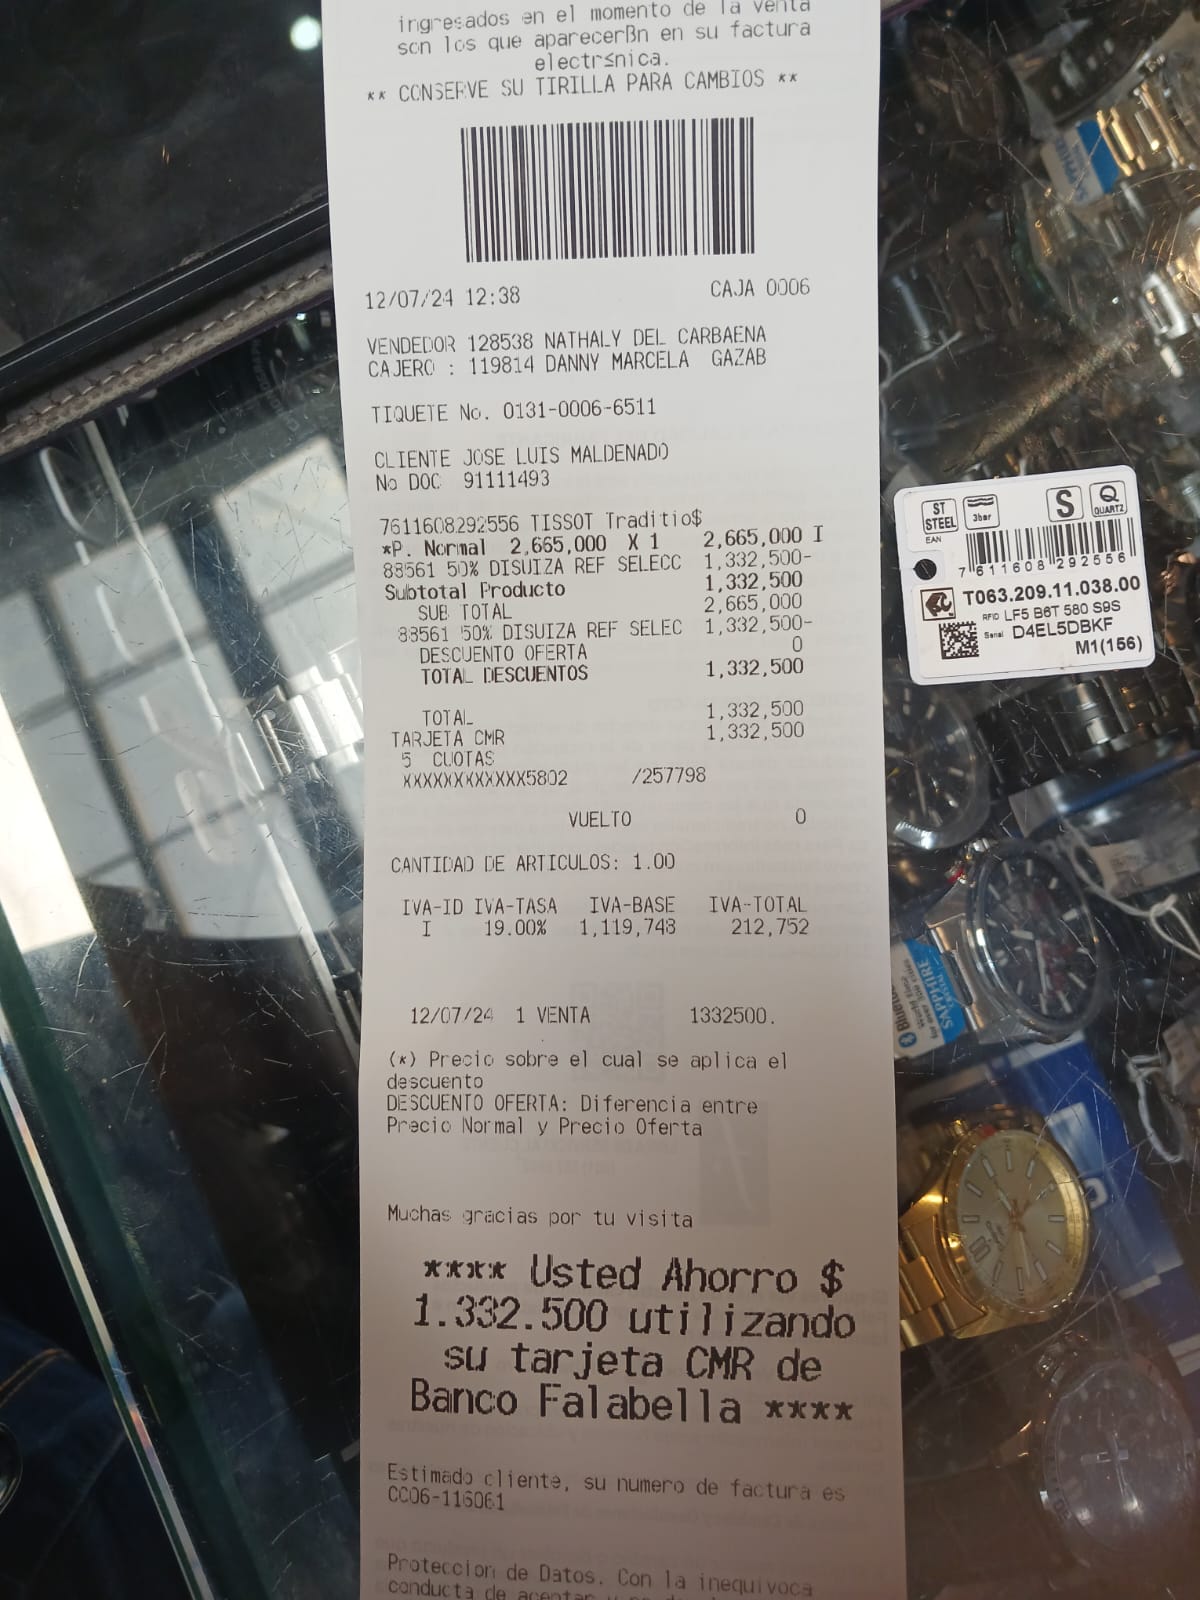 ingresados en el momento de la venta
son los que aparecerßn en su factura
electr≤nica.
** CONSERVE SU TIRILLA PARA CAMBIOS **
12/07/24 12:38 CAJA 0006
VENDEDOR 128538 NATHALY DEL CARBAENA
CAJERO : 119814 DANNY MARCELA GAZAB
TIQUETE No. 0131-0006-6511
CLIENTE JOSE LUIS MALDENADO
No DOC 91111493
7611608292556 TISSOT Traditio$
*P. Normal 2,665,000 X 1 2,665,000 I
88561 50% DISUIZA REF SELECC 1,332,500-
Subtotal Producto 1,332,500
SUB TOTAL 2,665,000
88561 50% DISUIZA REF SELEC 1,332,500-
DESCUENTO OFERTA 0
TOTAL DESCUENTOS 1,332,500
TOTAL 1,332,500
TARJETA CMR 1,332,500
5 CUOTAS
XXXXXXXXXXXX5802 /257798
VUELTO 0
CANTIDAD DE ARTICULOS: 1.00
IVA-ID IVA-TASA IVA-BASE IVA-TOTAL
I 19.00% 1,119,748 212,752
12/07/24 1 VENTA 1332500.
(*) Precio sobre el cual se aplica el
descuento
DESCUENTO OFERTA: Diferencia entre
Precio Normal y Precio Oferta
Muchas gracias por tu visita
**** Usted Ahorro $
1.332.500 utilizando
su tarjeta CMR de
Banco Falabella ****
Estimado cliente, su numero de factura es
CC06-116061
Proteccion de Datos. Con la inequivoca
conducta de aceptar
ST
STEEL
3bar
S
Q
QUARTZ
EAN
7 611608 292556
T063.209.11.038.00
RFID LF5 B6T 580 S9S
Serial D4EL5DBKF
M1(156)
SAPPHIRE
CRYSTAL